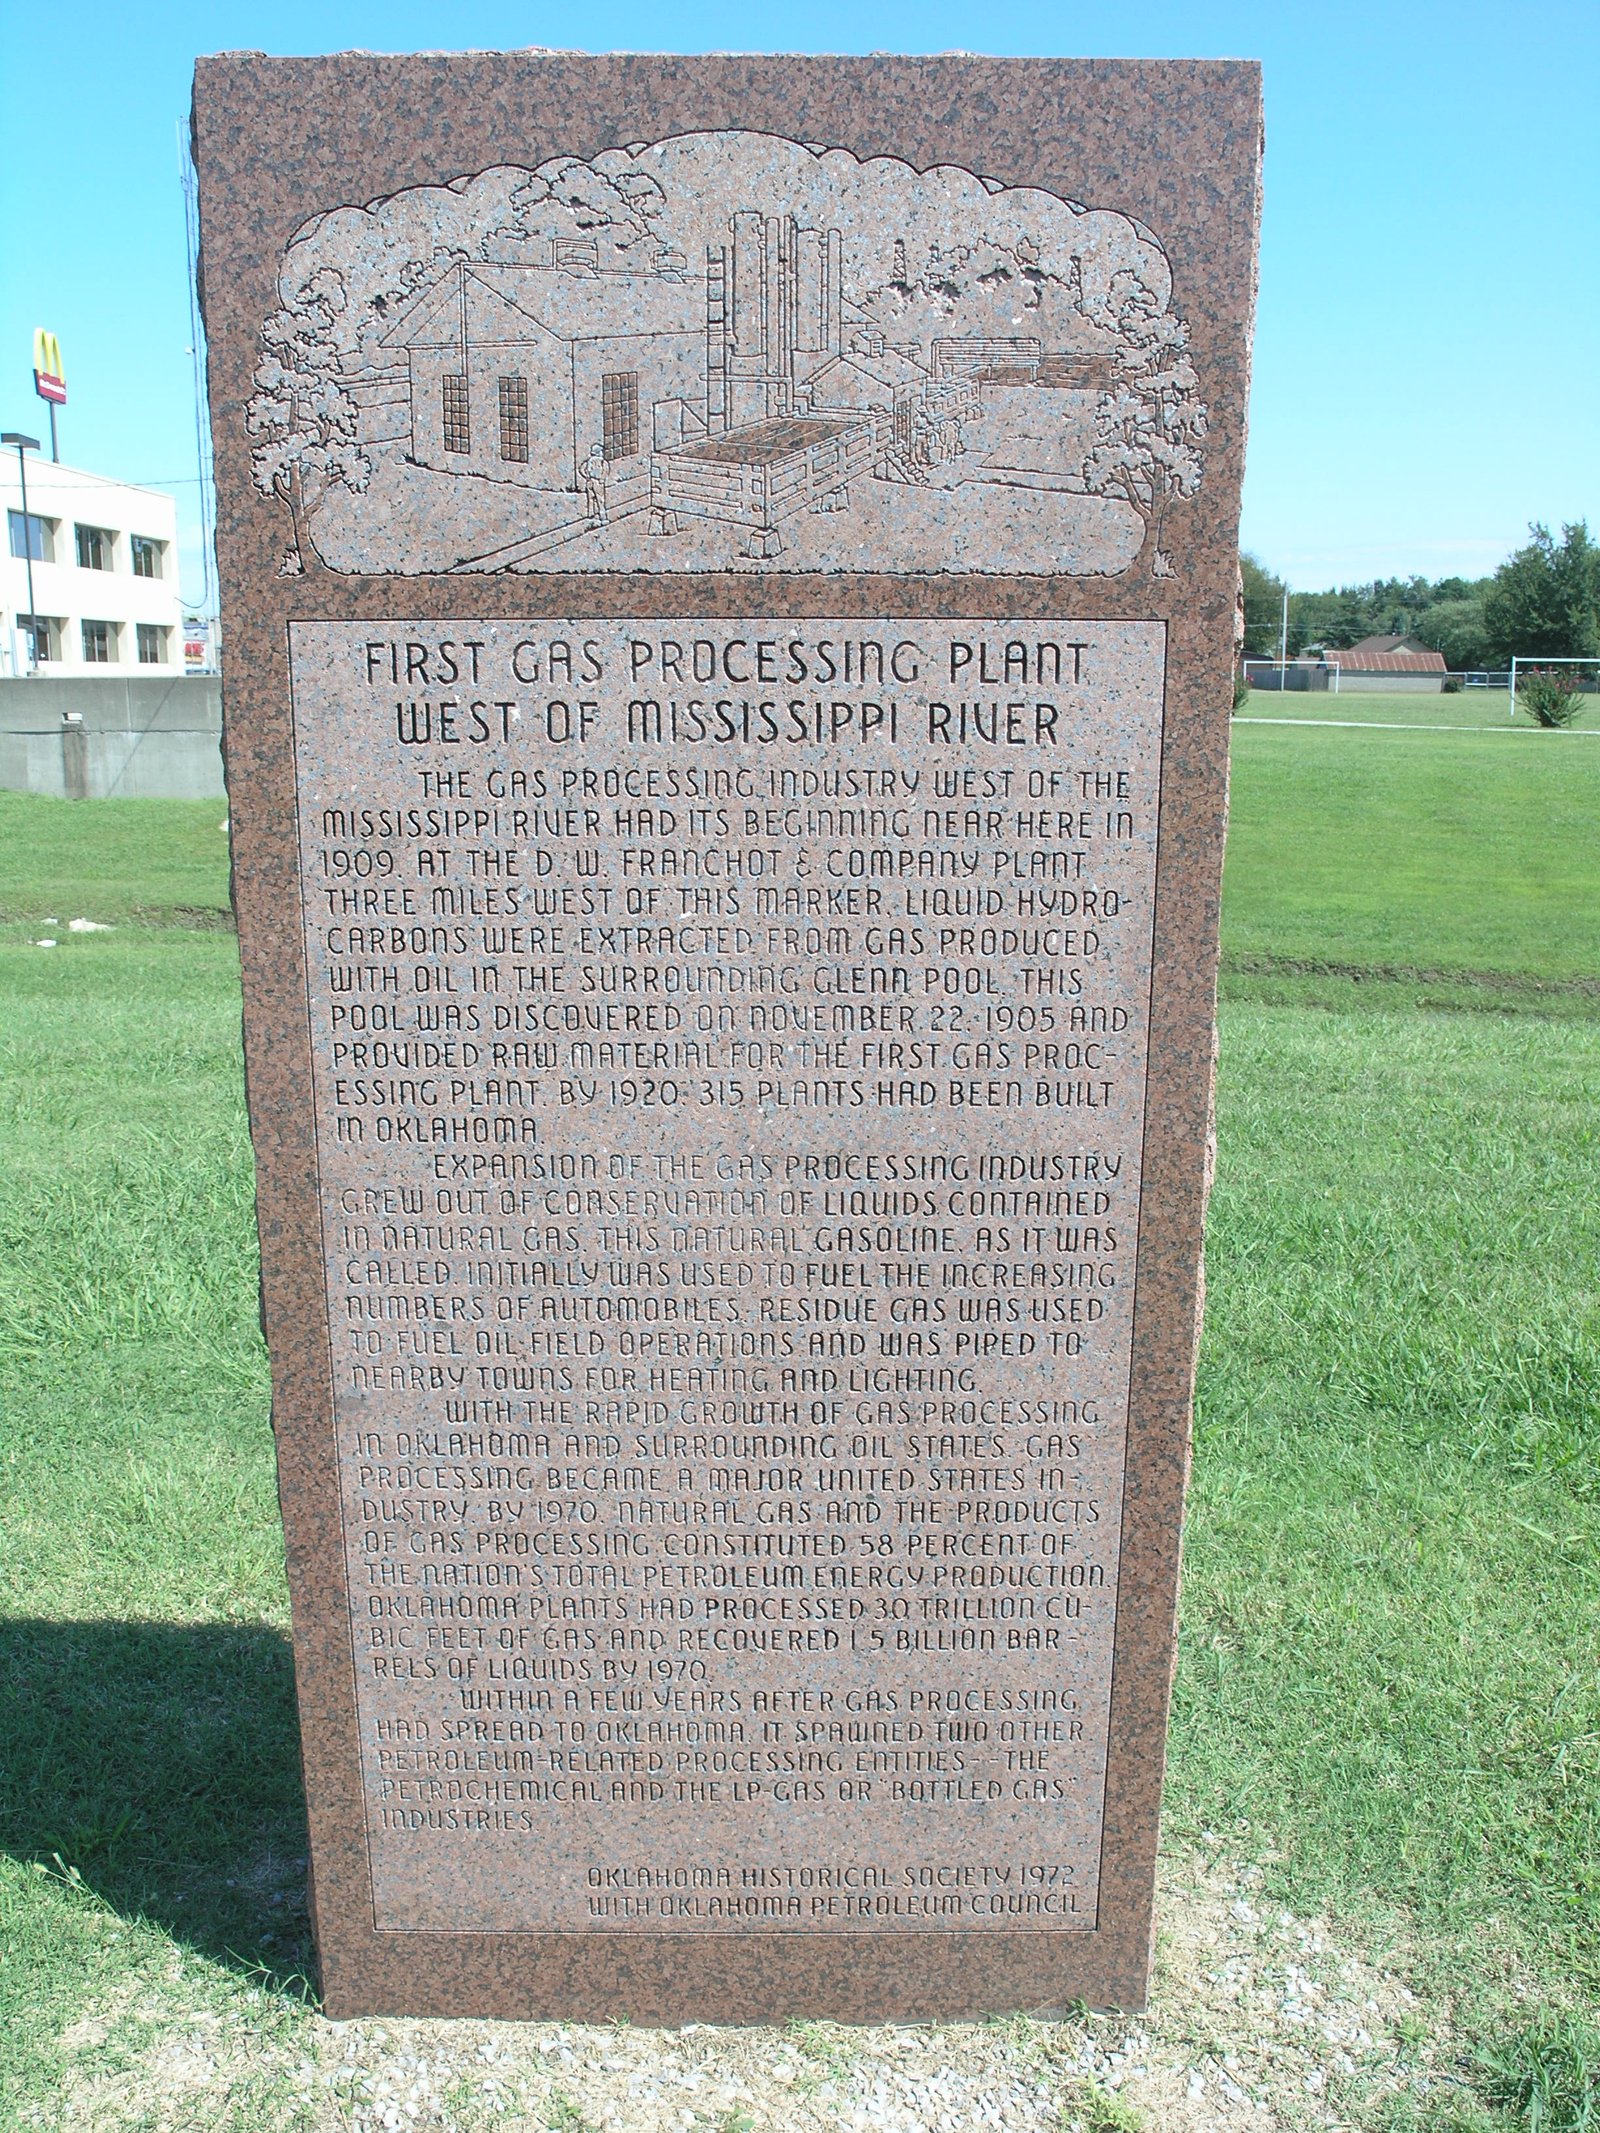 FIRST GAS PROCESSING PLANT
WEST OF MISSISSIPPI RIVER
THE GAS PROCESSING INDUSTRY WEST OF THE
MISSISSIPPI RIVER HAD ITS BEGINNING NEAR HERE IN
1909. AT THE D. W. FRANCHOT & COMPANY PLANT
THREE MILES WEST OF THIS MARKER, LIQUID HYDRO-
CARBONS WERE EXTRACTED FROM GAS PRODUCED
WITH OIL IN THE SURROUNDING GLENN POOL. THIS
POOL WAS DISCOVERED ON NOVEMBER 22, 1905 AND
PROVIDED RAW MATERIAL FOR THE FIRST GAS PROC-
ESSING PLANT. BY 1920, 315 PLANTS HAD BEEN BUILT
IN OKLAHOMA.
EXPANSION OF THE GAS PROCESSING INDUSTRY
GREW OUT OF CONSERVATION OF LIQUIDS CONTAINED
IN NATURAL GAS. THIS NATURAL GASOLINE, AS IT WAS
CALLED, INITIALLY WAS USED TO FUEL THE INCREASING
NUMBERS OF AUTOMOBILES. RESIDUE GAS WAS USED
TO FUEL OIL FIELD OPERATIONS AND WAS PIPED TO
NEARBY TOWNS FOR HEATING AND LIGHTING.
WITH THE RAPID GROWTH OF GAS PROCESSING
IN OKLAHOMA AND SURROUNDING OIL STATES, GAS
PROCESSING BECAME A MAJOR UNITED STATES IN-
DUSTRY. BY 1970, NATURAL GAS AND THE PRODUCTS
OF GAS PROCESSING CONSTITUTED 58 PERCENT OF
THE NATION'S TOTAL PETROLEUM ENERGY PRODUCTION.
OKLAHOMA PLANTS HAD PROCESSED 30 TRILLION CU-
BIC FEET OF GAS AND RECOVERED 1.5 BILLION BAR-
RELS OF LIQUIDS BY 1970.
WITHIN A FEW YEARS AFTER GAS PROCESSING
HAD SPREAD TO OKLAHOMA, IT SPAWNED TWO OTHER
PETROLEUM-RELATED PROCESSING ENTITIES--THE
PETROCHEMICAL AND THE LP-GAS OR "BOTTLED GAS"
INDUSTRIES.
OKLAHOMA HISTORICAL SOCIETY 1972
WITH OKLAHOMA PETROLEUM COUNCIL